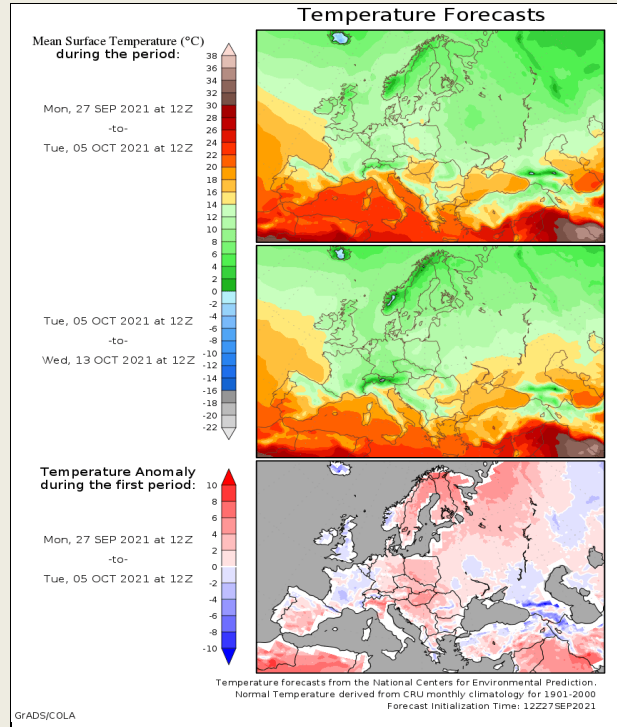 Temperature Forecasts
Mean Surface Temperature (°C)
during the period:
Mon, 27 SEP 2021 at 12Z
-to-
Tue, 05 OCT 2021 at 12Z
38
36
34
32
30
28
26
24
22
20
18
16
14
12
10
8
6
4
2
0
-2
-4
-6
-8
-10
-12
-14
-16
-18
-20
-22
Tue, 05 OCT 2021 at 12Z
-to-
Wed, 13 OCT 2021 at 12Z
Temperature Anomaly
during the first period:
Mon, 27 SEP 2021 at 12Z
-to-
Tue, 05 OCT 2021 at 12Z
10
8
6
4
2
0
-2
-4
-6
-8
-10
Temperature forecasts from the National Centers for Environmental Prediction.
Normal Temperature derived from CRU monthly climatology for 1901-2000
Forecast Initialization Time: 12Z27SEP2021
GrADS/COLA